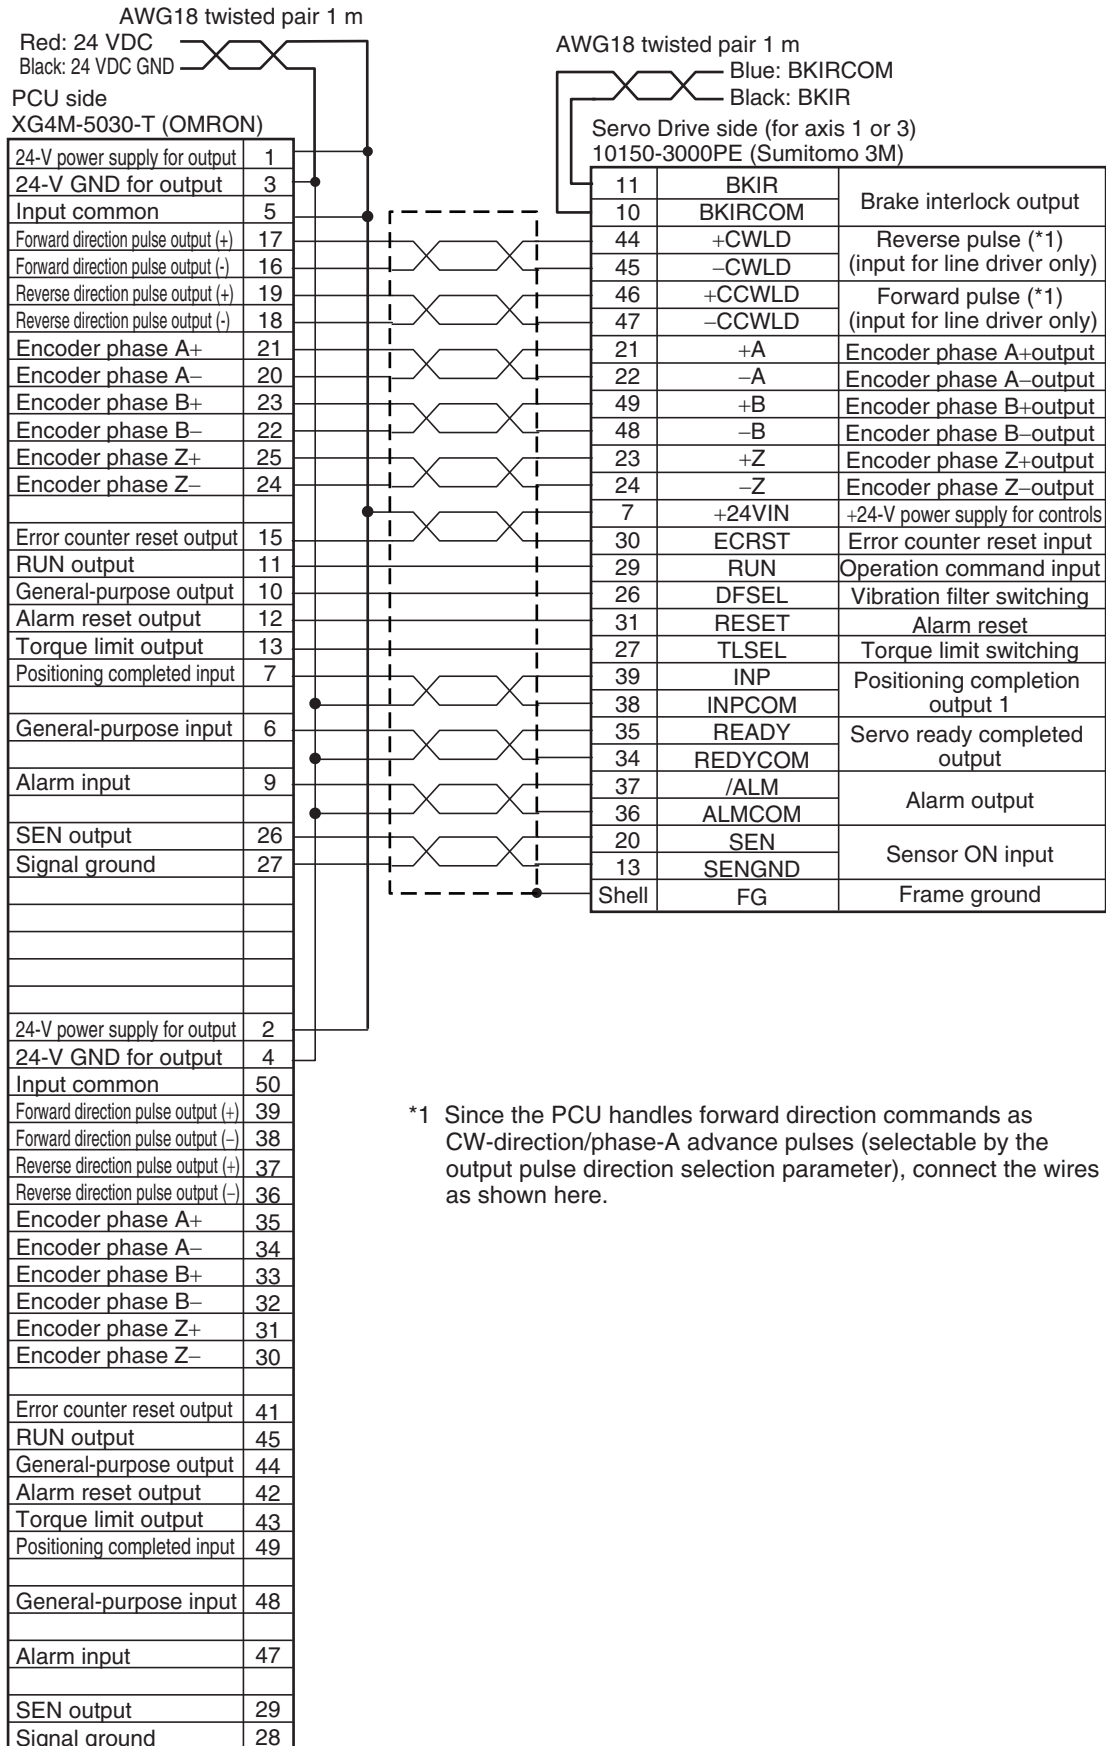 AWG18 twisted pair 1 m
Red: 24 VDC
Black: 24 VDC GND
PCU side
XG4M-5030-T (OMRON)
24-V power supply for output 1
24-V GND for output 3
Input common 5
Forward direction pulse output (+) 17
Forward direction pulse output (-) 16
Reverse direction pulse output (+) 19
Reverse direction pulse output (-) 18
Encoder phase A+ 21
Encoder phase A− 20
Encoder phase B+ 23
Encoder phase B− 22
Encoder phase Z+ 25
Encoder phase Z− 24
Error counter reset output 15
RUN output 11
General-purpose output 10
Alarm reset output 12
Torque limit output 13
Positioning completed input 7
General-purpose input 6
Alarm input 9
SEN output 26
Signal ground 27
24-V power supply for output 2
24-V GND for output 4
Input common 50
Forward direction pulse output (+) 39
Forward direction pulse output (−) 38
Reverse direction pulse output (+) 37
Reverse direction pulse output (−) 36
Encoder phase A+ 35
Encoder phase A− 34
Encoder phase B+ 33
Encoder phase B− 32
Encoder phase Z+ 31
Encoder phase Z− 30
Error counter reset output 41
RUN output 45
General-purpose output 44
Alarm reset output 42
Torque limit output 43
Positioning completed input 49
General-purpose input 48
Alarm input 47
SEN output 29
Signal ground 28
AWG18 twisted pair 1 m
Blue: BKIRCOM
Black: BKIR
Servo Drive side (for axis 1 or 3)
10150-3000PE (Sumitomo 3M)
11 BKIR
Brake interlock output
10 BKIRCOM
44 +CWLD Reverse pulse (*1)
45 −CWLD (input for line driver only)
46 +CCWLD Forward pulse (*1)
47 −CCWLD (input for line driver only)
21 +A Encoder phase A+output
22 −A Encoder phase A−output
49 +B Encoder phase B+output
48 −B Encoder phase B−output
23 +Z Encoder phase Z+output
24 −Z Encoder phase Z−output
7 +24VIN +24-V power supply for controls
30 ECRST Error counter reset input
29 RUN Operation command input
26 DFSEL Vibration filter switching
31 RESET Alarm reset
27 TLSEL Torque limit switching
39 INP Positioning completion
38 INPCOM output 1
35 READY Servo ready completed
34 REDYCOM output
37 /ALM
Alarm output
36 ALMCOM
20 SEN
Sensor ON input
13 SENGND
Shell FG Frame ground
*1 Since the PCU handles forward direction commands as
CW-direction/phase-A advance pulses (selectable by the
output pulse direction selection parameter), connect the wires
as shown here.